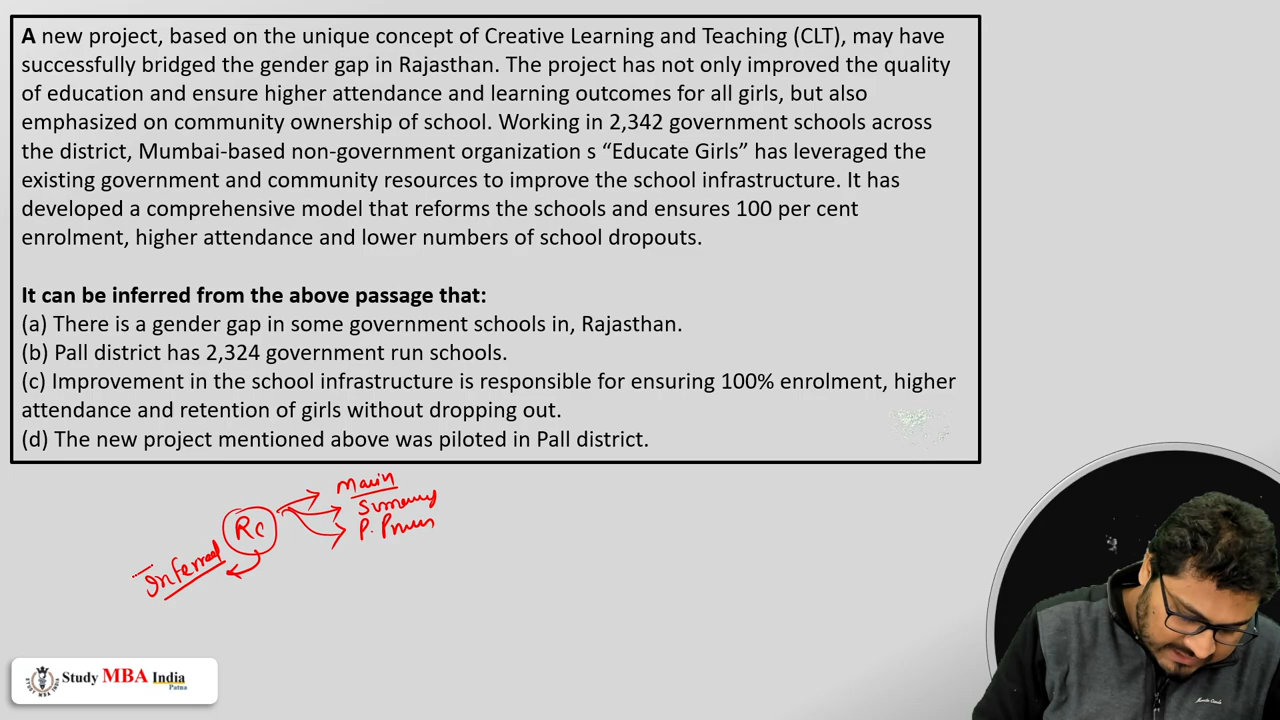 A new project, based on the unique concept of Creative Learning and Teaching (CLT), may have
successfully bridged the gender gap in Rajasthan. The project has not only improved the quality
of education and ensure higher attendance and learning outcomes for all girls, but also
emphasized on community ownership of school. Working in 2,342 government schools across
the district, Mumbai-based non-government organization s “Educate Girls” has leveraged the
existing government and community resources to improve the school infrastructure. It has
developed a comprehensive model that reforms the schools and ensures 100 per cent
enrolment, higher attendance and lower numbers of school dropouts.
It can be inferred from the above passage that:
(a) There is a gender gap in some government schools in, Rajasthan.
(b) Pall district has 2,324 government run schools.
(c) Improvement in the school infrastructure is responsible for ensuring 100% enrolment, higher
attendance and retention of girls without dropping out.
(d) The new project mentioned above was piloted in Pall district.
Main
RC
P.
Inferred
Study MBA India
Patna